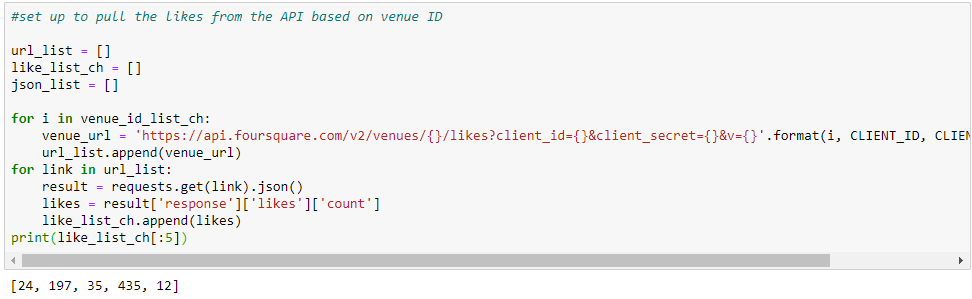 #set up to pull the likes from the API based on venue ID
url_list = []
like_list_ch = []
json_list = []
for i in venue_id_list_ch:
    venue_url = 'https://api.foursquare.com/v2/venues/{}/likes?client_id={}&client_secret={}&v={}'.format(i, CLIENT_ID, CLIEN
    url_list.append(venue_url)
for link in url_list:
    result = requests.get(link).json()
    likes = result['response']['likes']['count']
    like_list_ch.append(likes)
print(like_list_ch[:5])
[24, 197, 35, 435, 12]